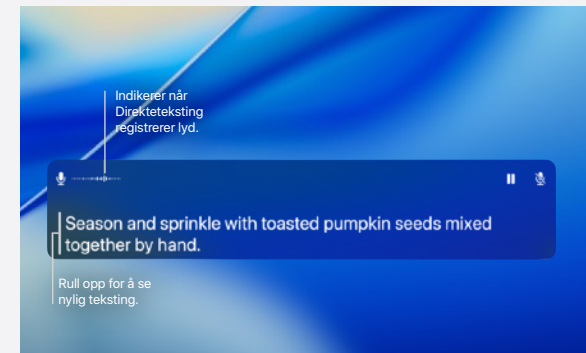 Indikerer når
Direkteteksting
registrerer lyd.
Season and sprinkle with toasted pumpkin seeds mixed
together by hand.
Rull opp for å se
nylig teksting.